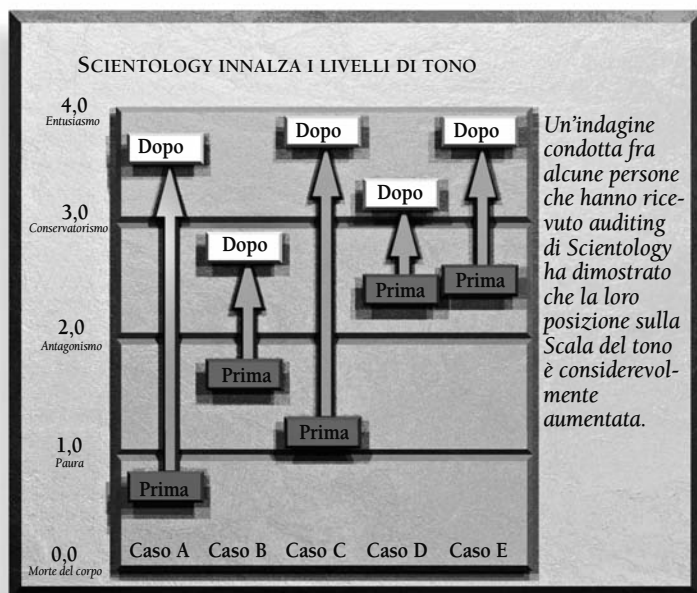 SCIENTOLOGY INNALZA I LIVELLI DI TONO
4,0
Entusiasmo
3,0
Conservatorismo
2,0
Antagonismo
1,0
Paura
0,0
Morte del corpo
Dopo
Prima
Caso A
Dopo
Prima
Caso B
Dopo
Prima
Caso C
Dopo
Prima
Caso D
Dopo
Prima
Caso E
Un'indagine
condotta fra
alcune persone
che hanno rice-
vuto auditing
di Scientology
ha dimostrato
che la loro
posizione sulla
Scala del tono
è considerevol-
mente
aumentata.